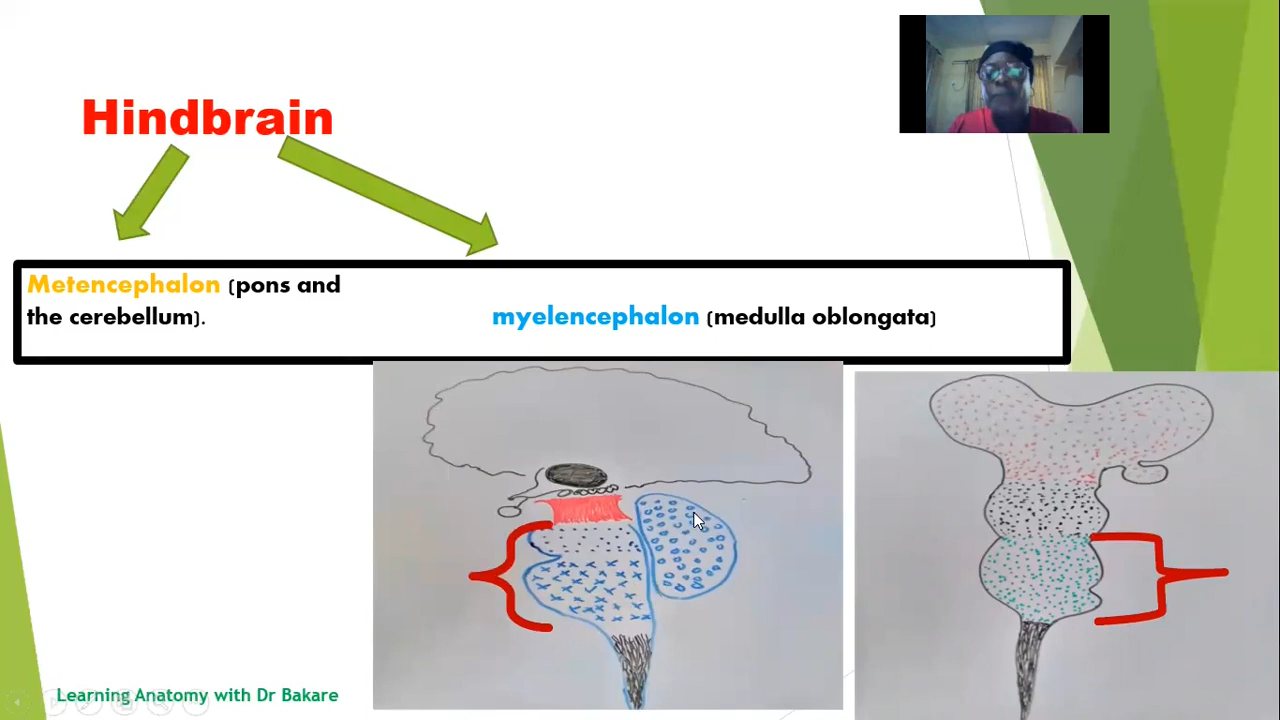 Hindbrain
Metencephalon (pons and
the cerebellum).
myelencephalon (medulla oblongata)
Learning Anatomy with Dr Bakare